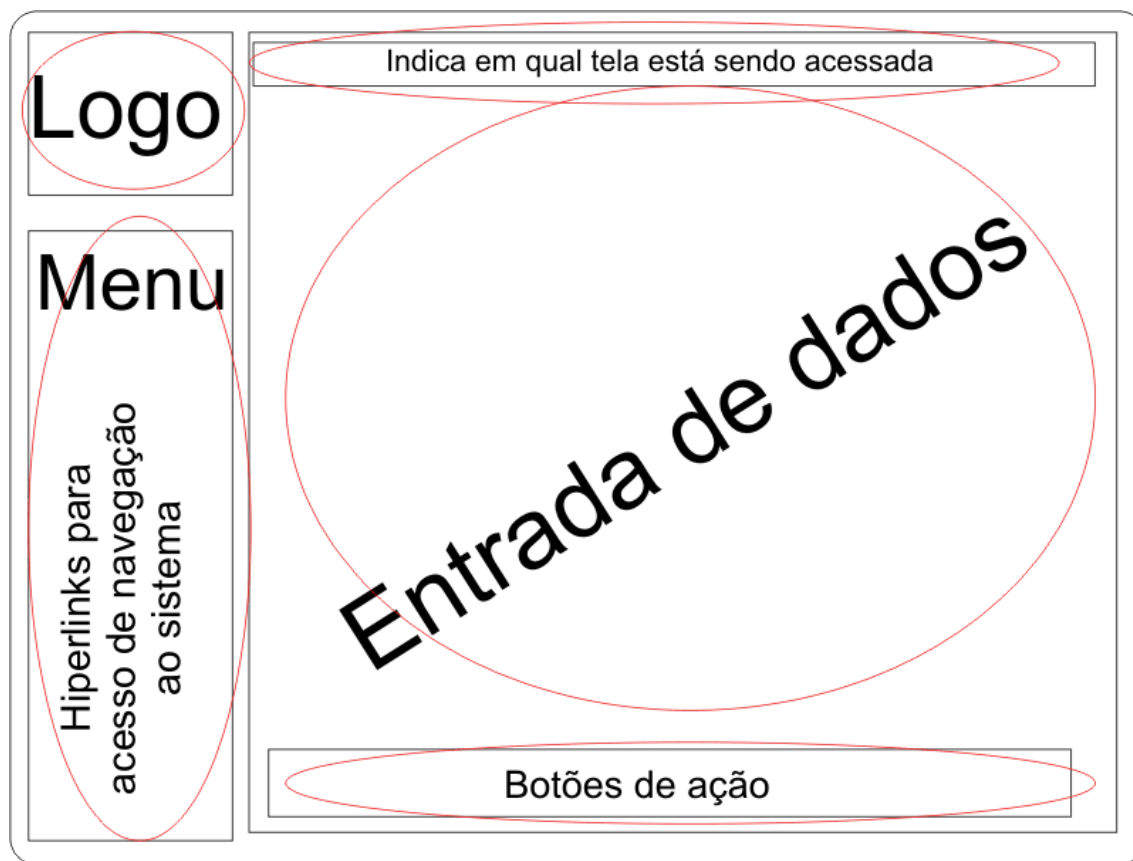 Logo
Menu
Hiperlinks para
acesso de navegação
ao sistema
Indica em qual tela está sendo acessada
Entrada de dados
Botões de ação